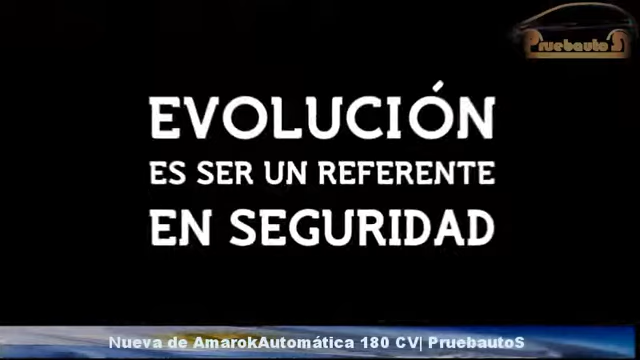 PruebautoS
EVOLUCIÓN
ES SER UN REFERENTE
EN SEGURIDAD
Nueva de AmarokAutomática 180 CV| PruebautoS